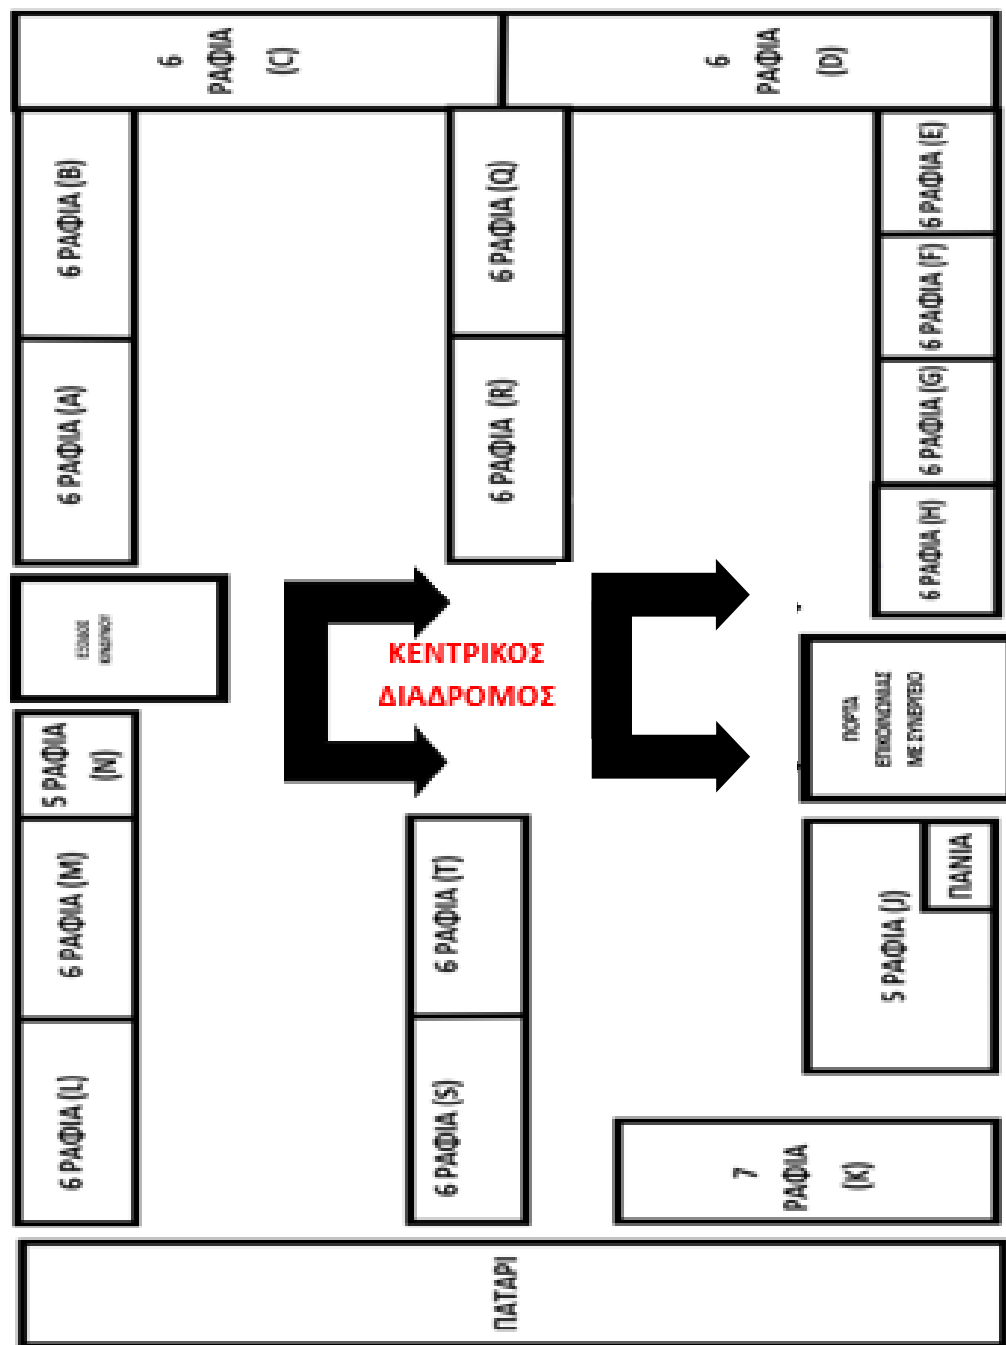 6
ΡΑΦΙΑ
(C)
6
ΡΑΦΙΑ
(D)
6 ΡΑΦΙΑ (B)
6 ΡΑΦΙΑ (Q)
6 ΡΑΦΙΑ (E)
6 ΡΑΦΙΑ (F)
6 ΡΑΦΙΑ (A)
6 ΡΑΦΙΑ (R)
6 ΡΑΦΙΑ (G)
6 ΡΑΦΙΑ (H)
ΕΞΟΔΟΣ
ΚΙΝΔΥΝΟΥ
ΚΕΝΤΡΙΚΟΣ
ΔΙΑΔΡΟΜΟΣ
ΠΟΡΤΑ
ΕΠΙΚΟΙΝΩΝΙΑΣ
ΜΕ ΣΥΝΕΡΓΕΙΟ
5 ΡΑΦΙΑ
(N)
6 ΡΑΦΙΑ (M)
6 ΡΑΦΙΑ (T)
5 ΡΑΦΙΑ (J)
ΠΑΝΙΑ
6 ΡΑΦΙΑ (L)
6 ΡΑΦΙΑ (S)
7
ΡΑΦΙΑ
(K)
ΠΑΤΑΡΙ